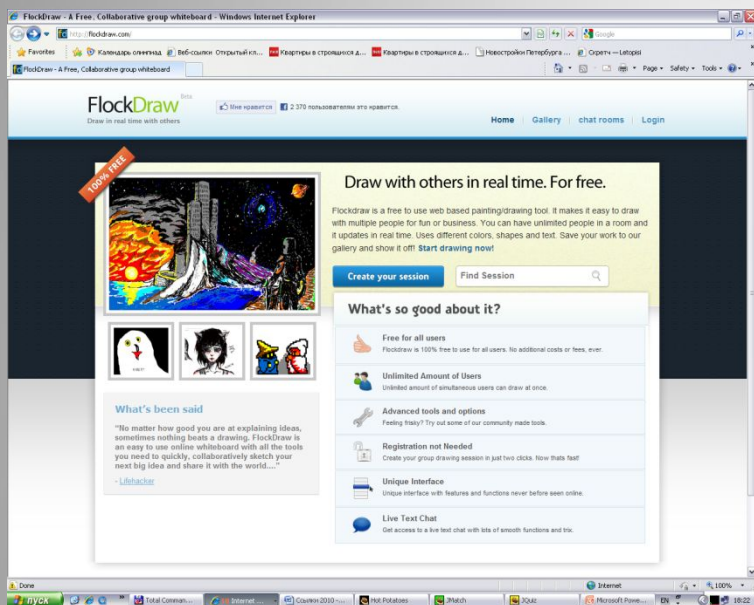 FlockDraw - A Free, Collaborative group whiteboard - Windows Internet Explorer
http://flockdraw.com/
Google
Favorites Календарь олимпиад Веб-ссылки Открытый кл... Квартиры в строящихся д... Квартиры в строящихся д... Новостройки Петербурга ... Скретч — Letopisi
FlockDraw - A Free, Collaborative group whiteboard
Page Safety Tools
FlockDraw Beta
Draw in real time with others
Мне нравится 2 370 пользователям это нравится.
Home Gallery chat rooms Login
100% FREE
Draw with others in real time. For free.
Flockdraw is a free to use web based painting/drawing tool. It makes it easy to draw
with multiple people for fun or business. You can have unlimited people in a room and
it updates in real time. Uses different colors, shapes and text. Save your work to our
gallery and show it off! Start drawing now!
Create your session
Find Session
What's so good about it?
Free for all users
Flockdraw is 100% free to use for all users. No additional costs or fees, ever.
Unlimited Amount of Users
Unlimited amount of simultaneous users can draw at once.
Advanced tools and options
Feeling frisky? Try out some of our community made tools.
Registration not Needed
Create your group drawing session in just two clicks. Now thats fast!
Unique Interface
Unique interface with features and functions never before seen online.
Live Text Chat
Get access to a live text chat with lots of smooth functions and trix.
What's been said
"No matter how good you are at explaining ideas,
sometimes nothing beats a drawing. FlockDraw is
an easy to use online whiteboard with all the tools
you need to quickly, collaboratively sketch your
next big idea and share it with the world...."
- Lifehacker
Done
Internet
100%
пуск
Total Comman...
Internet ...
Ссылки 2010 -...
Hot Potatoes
JMatch
JQuiz
Microsoft Powe...
EN
18:22